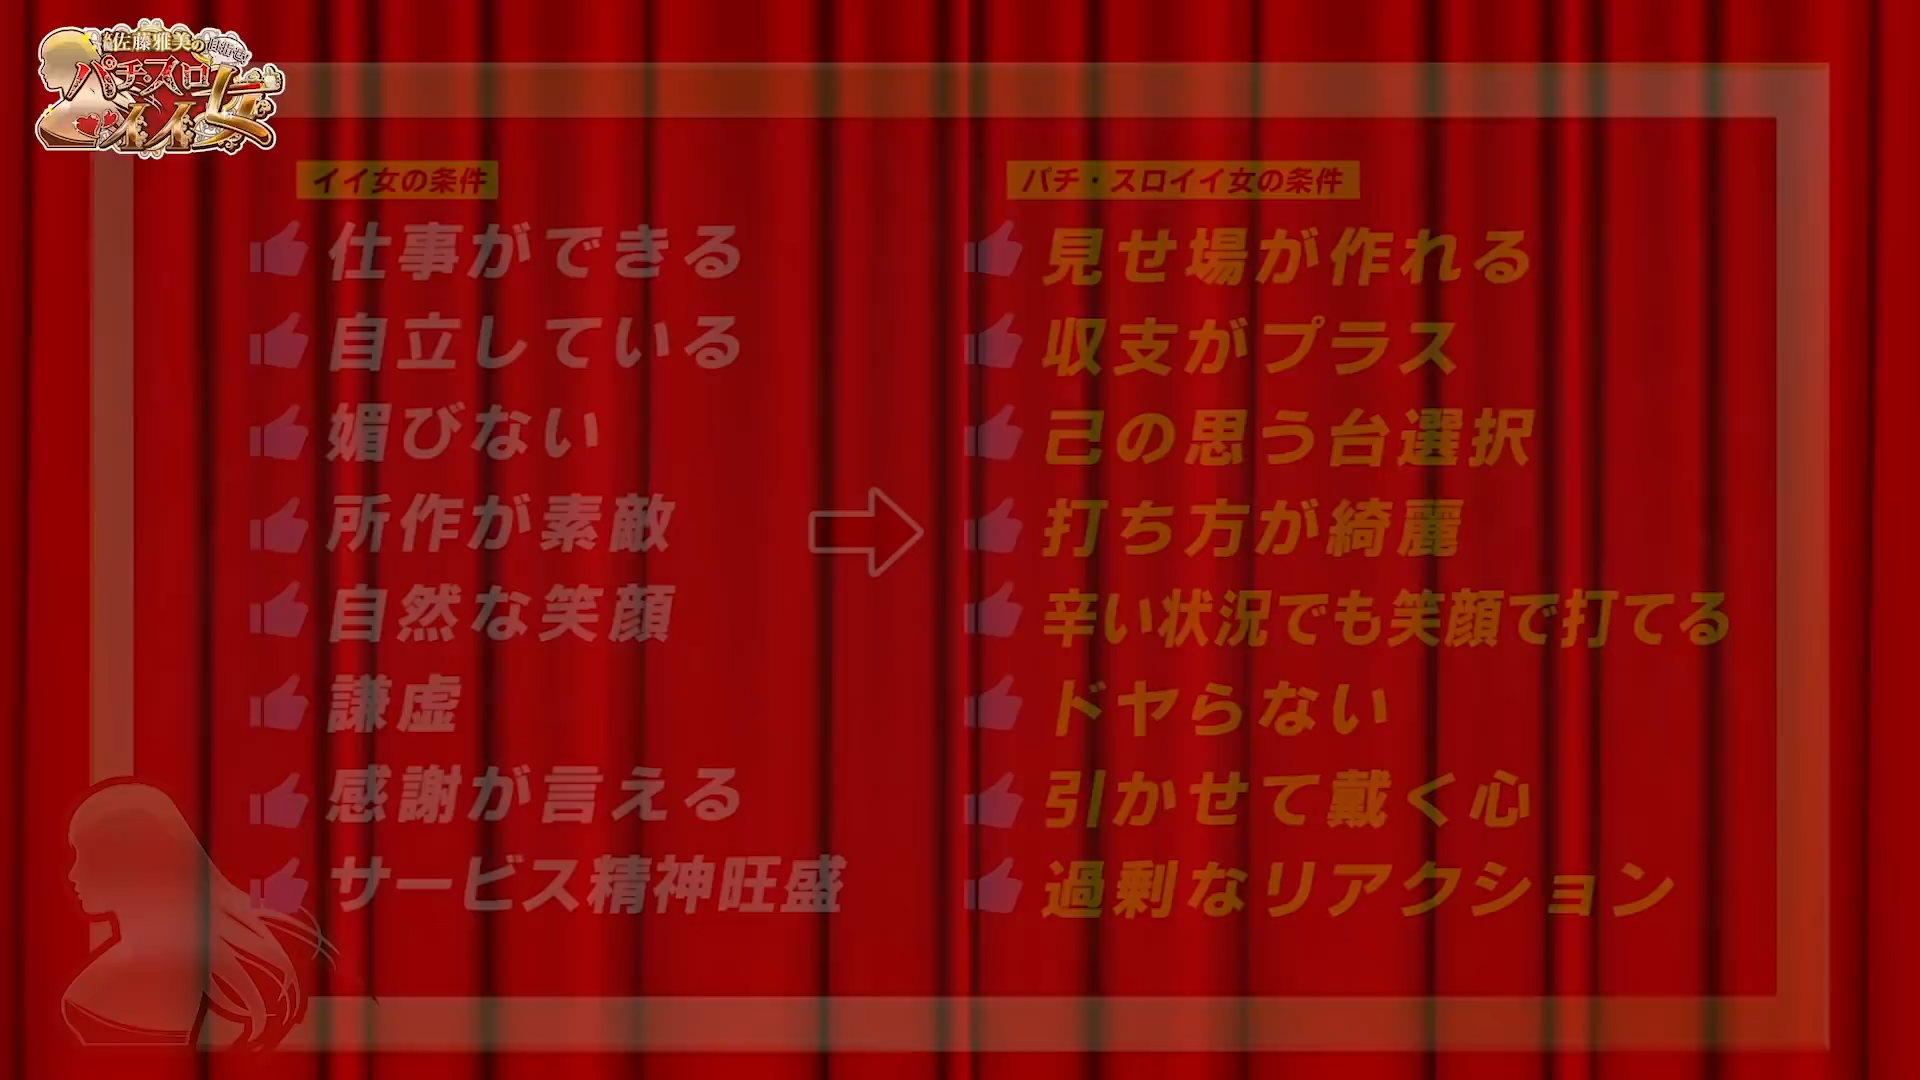 佐藤雅美の
目指せ!
パチ・スロ
イイ女
イイ女の条件
仕事ができる
自立している
媚びない
所作が素敵
自然な笑顔
謙虚
感謝が言える
サービス精神旺盛
パチ・スロイイ女の条件
見せ場が作れる
収支がプラス
己の思う台選択
打ち方が綺麗
辛い状況でも笑顔で打てる
ドヤらない
引かせて戴く心
過剰なリアクション